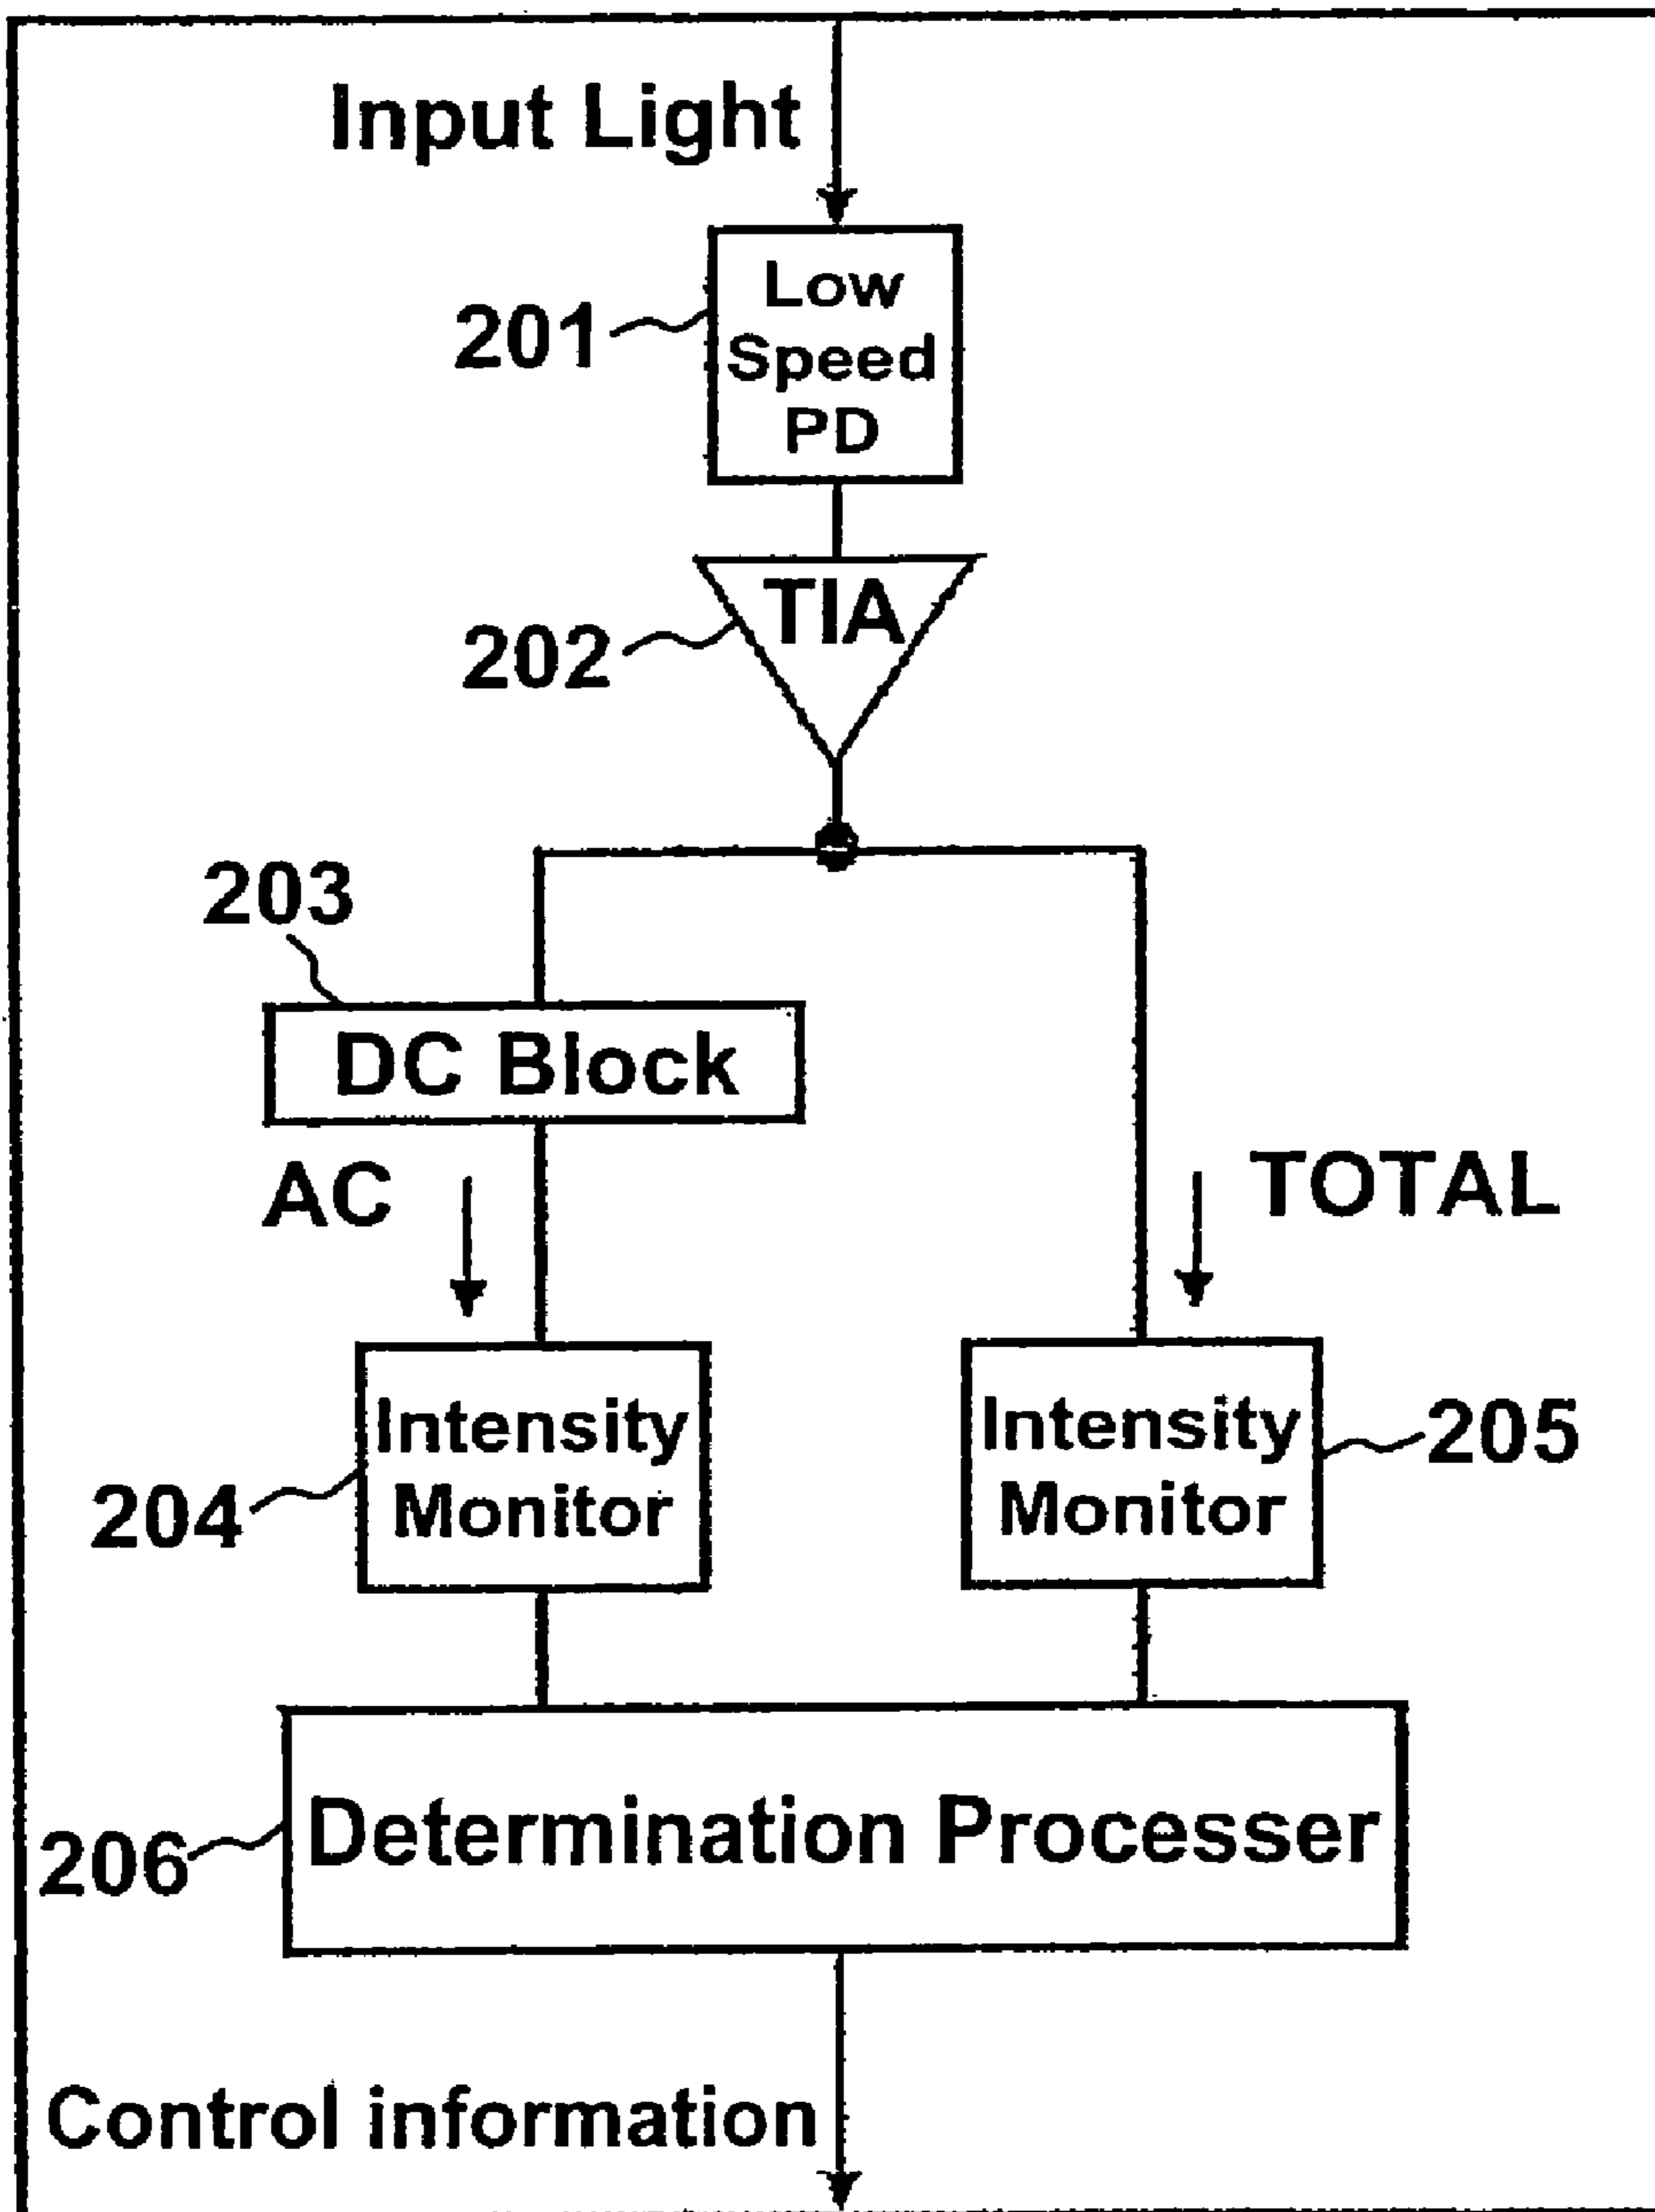 Input Light
201
Low
Speed
PD
202
TIA
203
DC Block
AC
TOTAL
Intensity
Monitor
204
Intensity
Monitor
205
Determination Processer
206
Control information